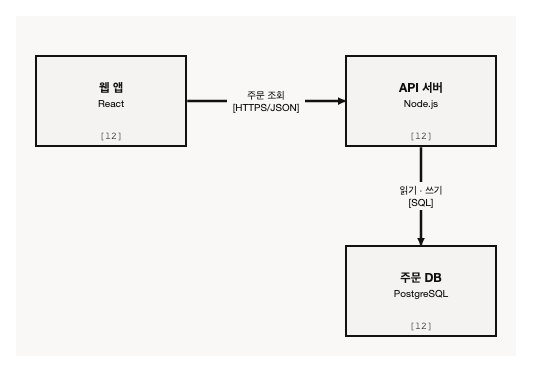 웹 앱
React
[12]
주문 조회
[HTTPS/JSON]
API 서버
Node.js
[12]
읽기 · 쓰기
[SQL]
주문 DB
PostgreSQL
[12]